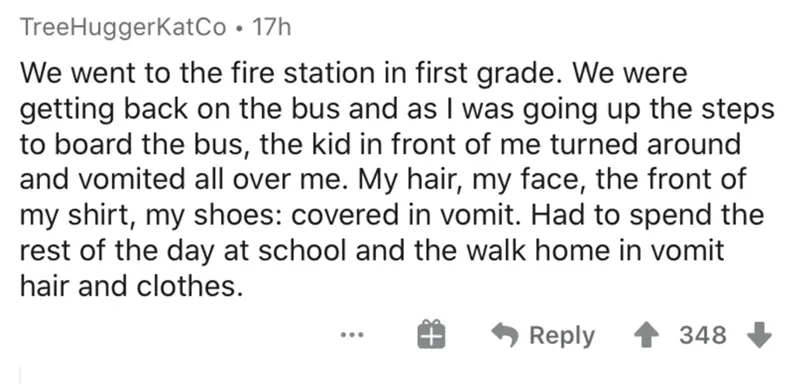 TreeHuggerKatCo • 17h
We went to the fire station in first grade. We were
getting back on the bus and as I was going up the steps
to board the bus, the kid in front of me turned around
and vomited all over me. My hair, my face, the front of
my shirt, my shoes: covered in vomit. Had to spend the
rest of the day at school and the walk home in vomit
hair and clothes.
... Reply 348